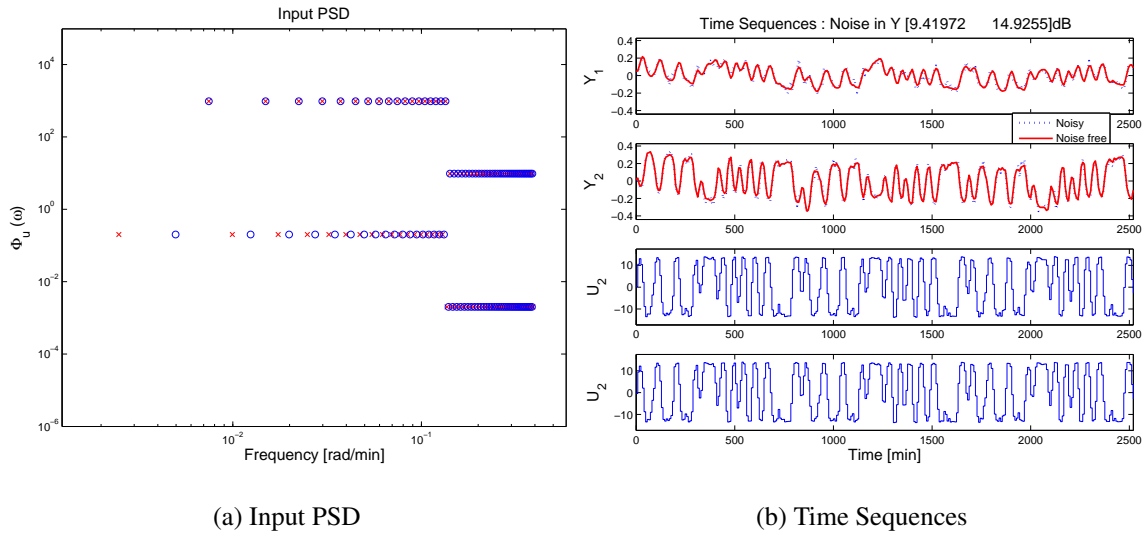 Input PSD
10^4
10^2
10^0
10^-2
10^-4
10^-6
Φ_u (ω)
10^-2 10^-1
Frequency [rad/min]
(a) Input PSD
Time Sequences : Noise in Y [9.41972 14.9255]dB
0.4
0.2
0
−0.2
−0.4
Y_1
0 500 1000 1500 2000 2500
Noisy
Noise free
0.4
0.2
0
−0.2
−0.4
Y_2
0 500 1000 1500 2000 2500
10
0
−10
U_2
0 500 1000 1500 2000 2500
10
0
−10
U_2
0 500 1000 1500 2000 2500
Time [min]
(b) Time Sequences